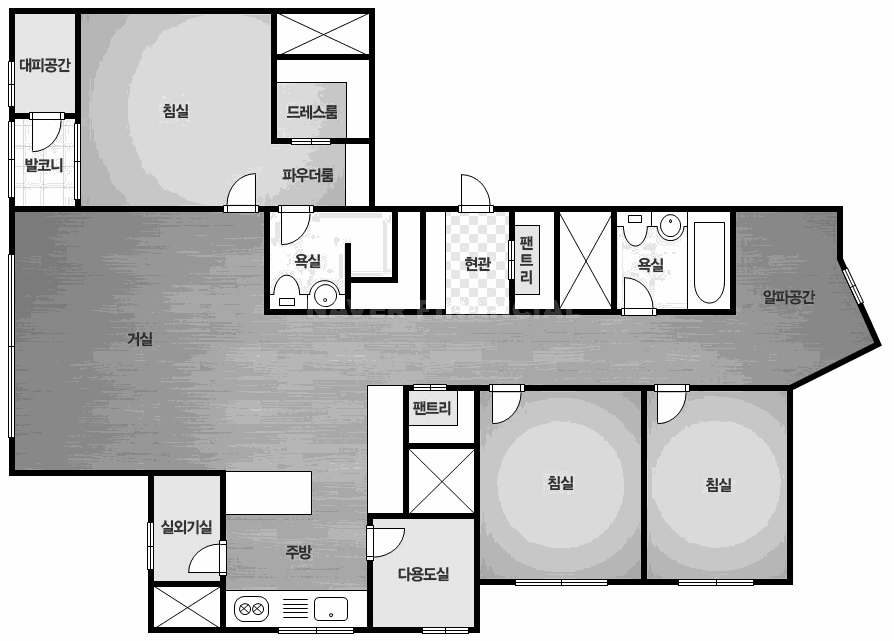 대피공간
침실
드레스룸
발코니
파우더룸
욕실
현관
팬트리
욕실
알파공간
NAVER FINANCIAL
거실
팬트리
침실
침실
실외기실
주방
다용도실